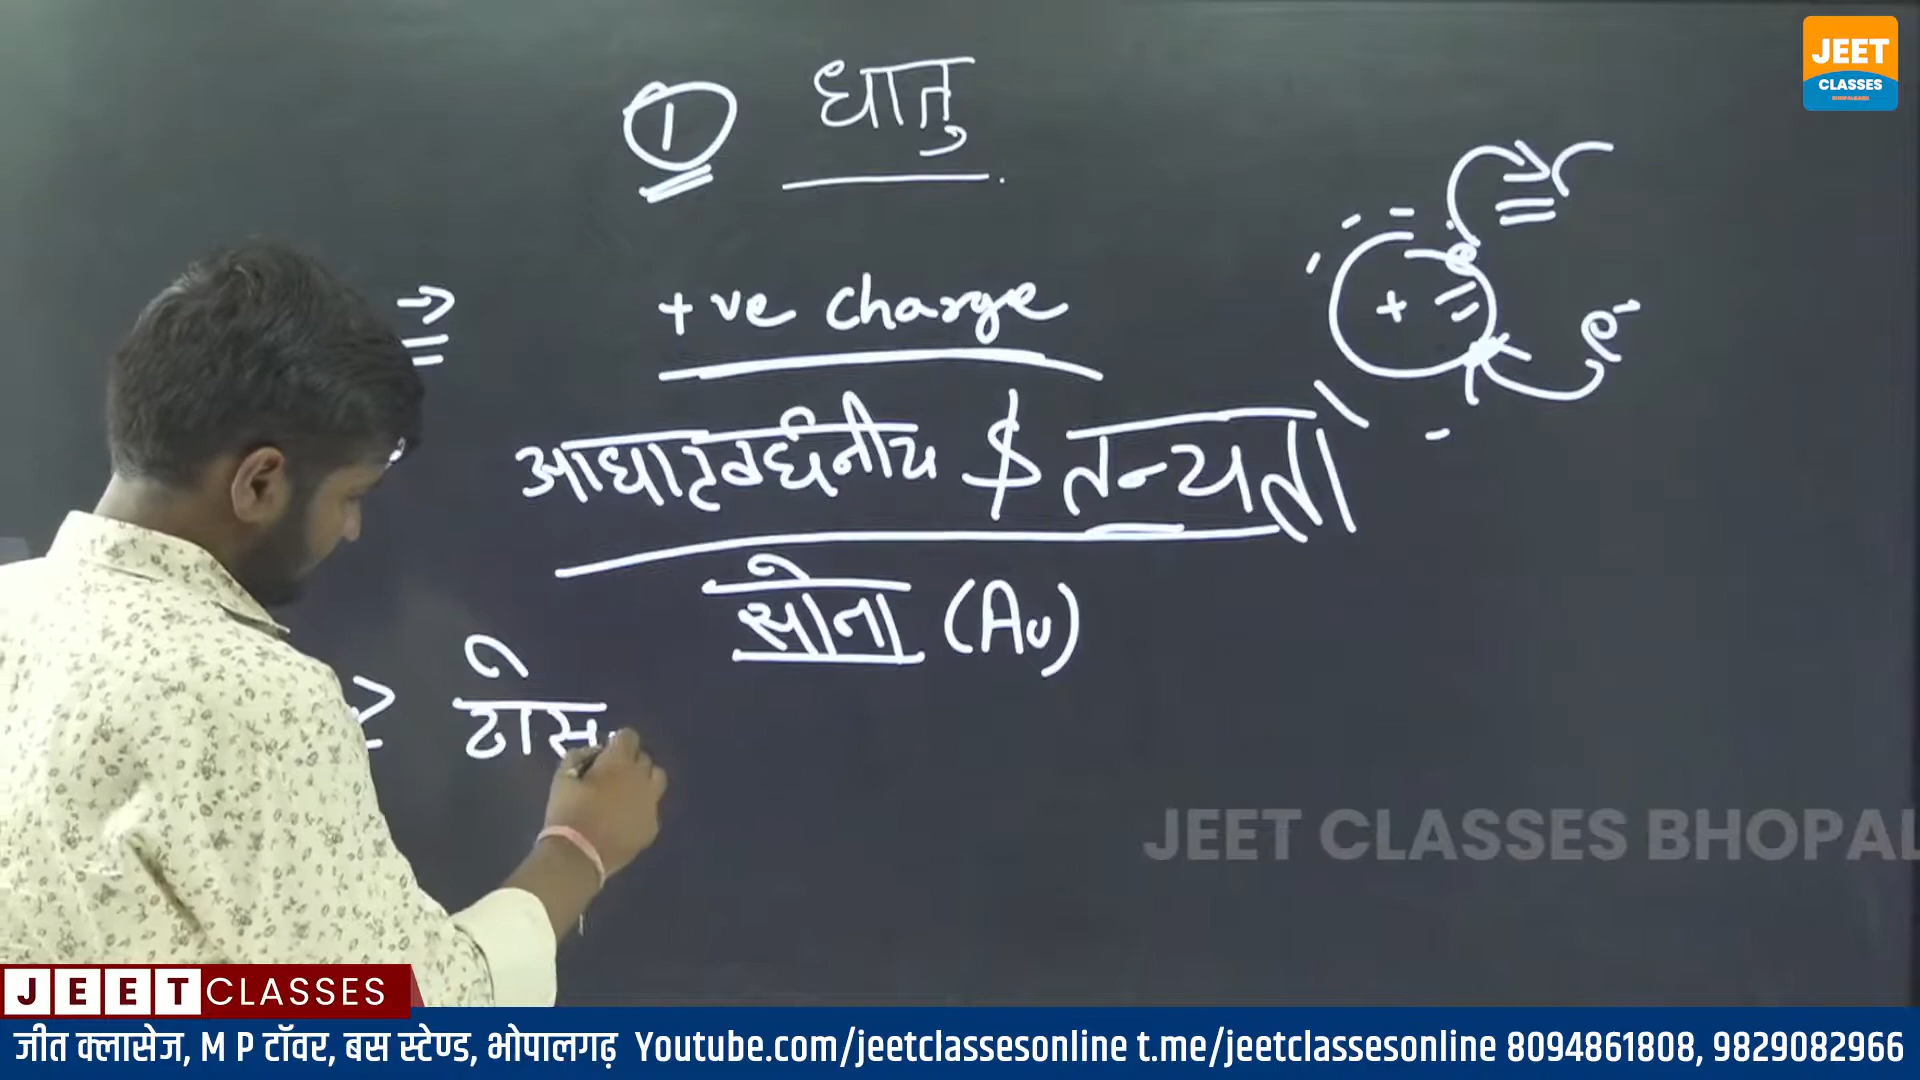 JEET
CLASSES
① धातु
⇒ +ve charge
आघातवर्धनीय $ तन्यता
सोना (Au)
ठोस
+
e⁻
JEET CLASSES BHOPAL
JEET CLASSES
जीत क्लासेज, M P टॉवर, बस स्टेण्ड, भोपालगढ़ Youtube.com/jeetclassesonline t.me/jeetclassesonline 8094861808, 9829082966